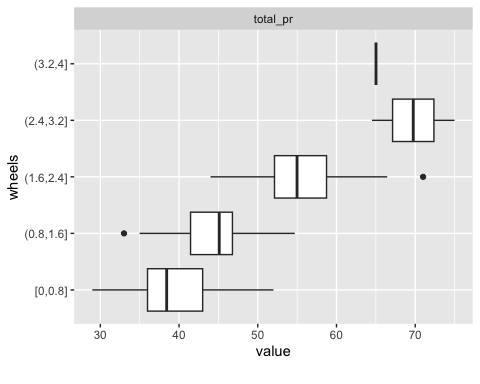 total_pr
wheels
(3.2,4]
(2.4,3.2]
(1.6,2.4]
(0.8,1.6]
[0,0.8]
30 40 50 60 70
value